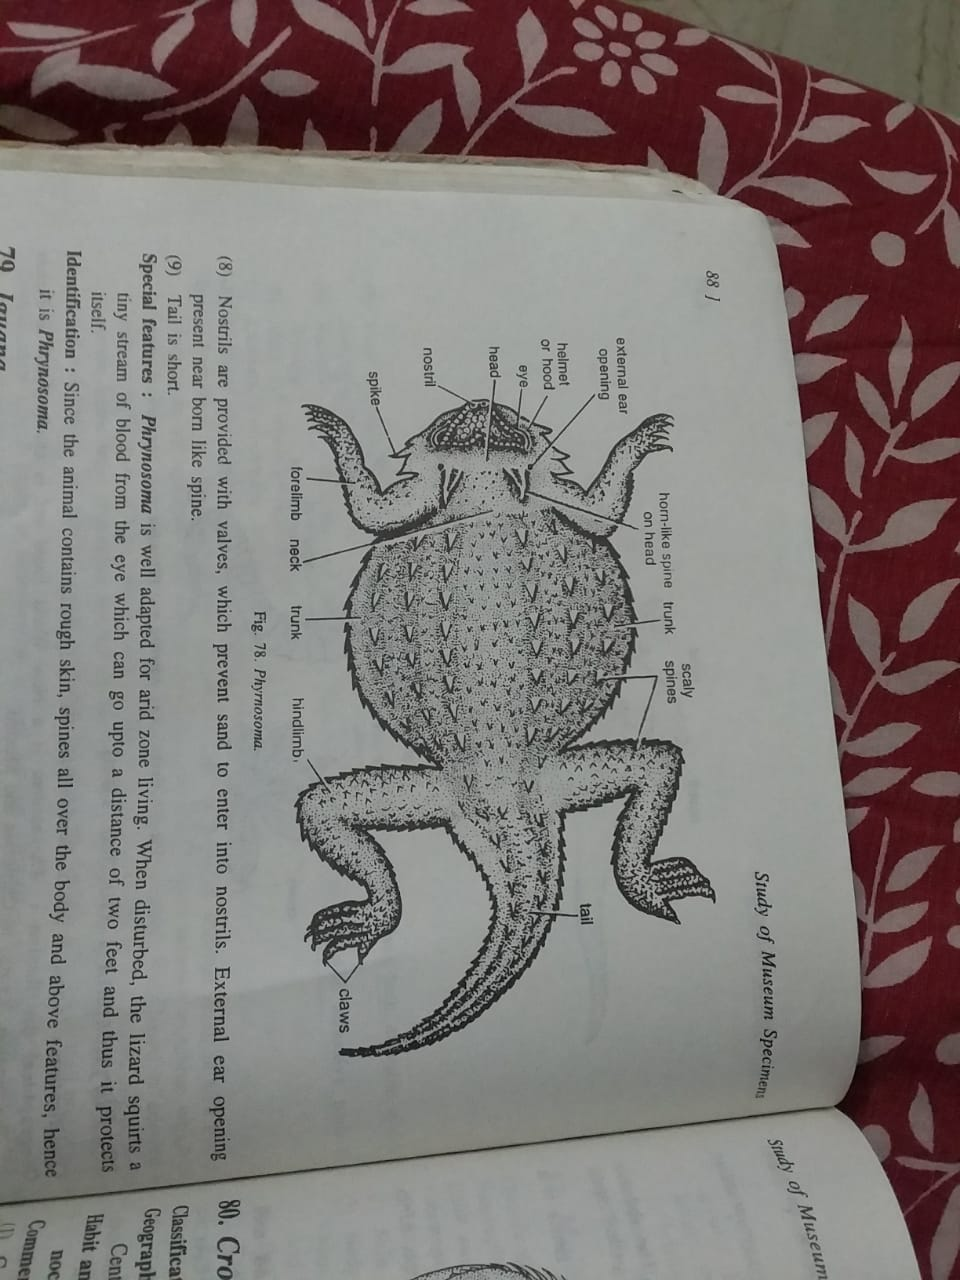 88 ]
Study of Museum Specimens
external ear
opening
helmet
or hood
eye
head
nostril
spike
horn-like spine
on head
trunk
scaly
spines
tail
forelimb
neck
trunk
hindlimb
claws
Fig. 78. Phyrnosoma.
(8) Nostrils are provided with valves, which prevent sand to enter into nostrils. External ear opening
present near born like spine.
(9) Tail is short.
Special features : Phrynosoma is well adapted for arid zone living. When disturbed, the lizard squirts a
tiny stream of blood from the eye which can go upto a distance of two feet and thus it protects
itself.
Identification : Since the animal contains rough skin, spines all over the body and above features, hence
it is Phrynosoma.
79
Study of Museum
80. Cro
Classifica
Geograph
Cent
Habit an
noc
Commen
(1)